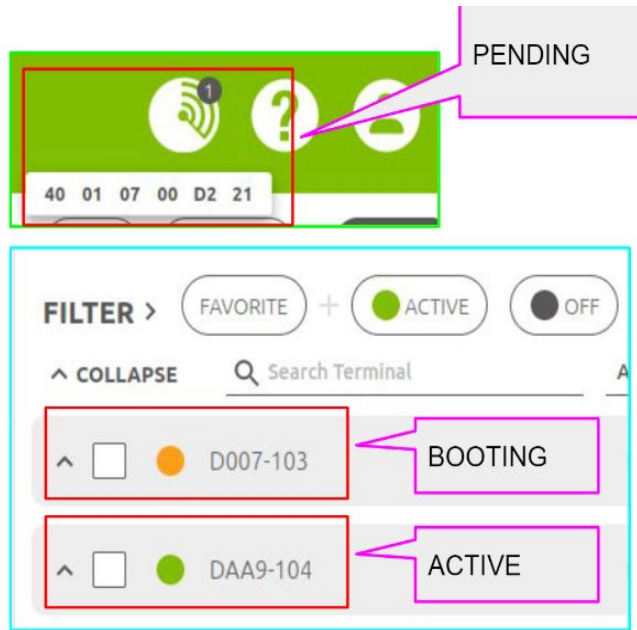 PENDING
1
?
40 01 07 00 D2 21
FILTER > FAVORITE + ACTIVE OFF
COLLAPSE Search Terminal A
D007-103 BOOTING
DAA9-104 ACTIVE